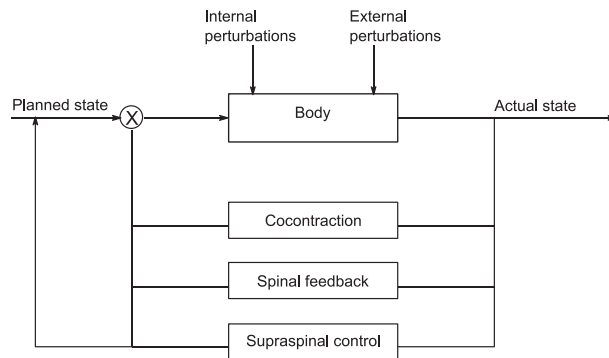 Internal
perturbations
External
perturbations
Planned state
X
Body
Actual state
Cocontraction
Spinal feedback
Supraspinal control